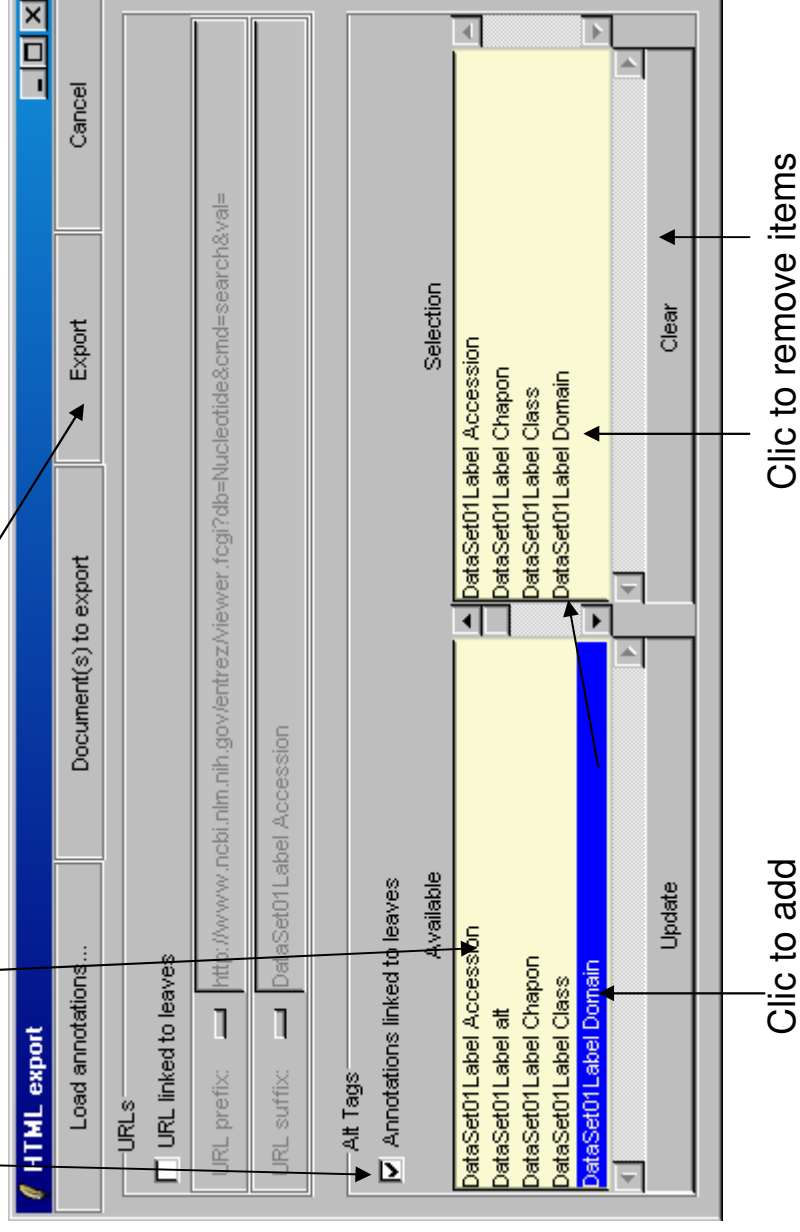 HTML export
Load annotations... Document(s) to export Export Cancel
URLs
URL linked to leaves
URL prefix: http://www.ncbi.nlm.nih.gov/entrez/viewer.fcgi?db=Nucleotide&cmd=search&val=
URL suffix: DataSet01Label Accession
Alt Tags
Annotations linked to leaves
Available
DataSet01Label Accession
DataSet01Label alt
DataSet01Label Chapon
DataSet01Label Class
DataSet01Label Domain
Update
Selection
DataSet01Label Accession
DataSet01Label Chapon
DataSet01Label Class
DataSet01Label Domain
Clear
Clic to add
Clic to remove items